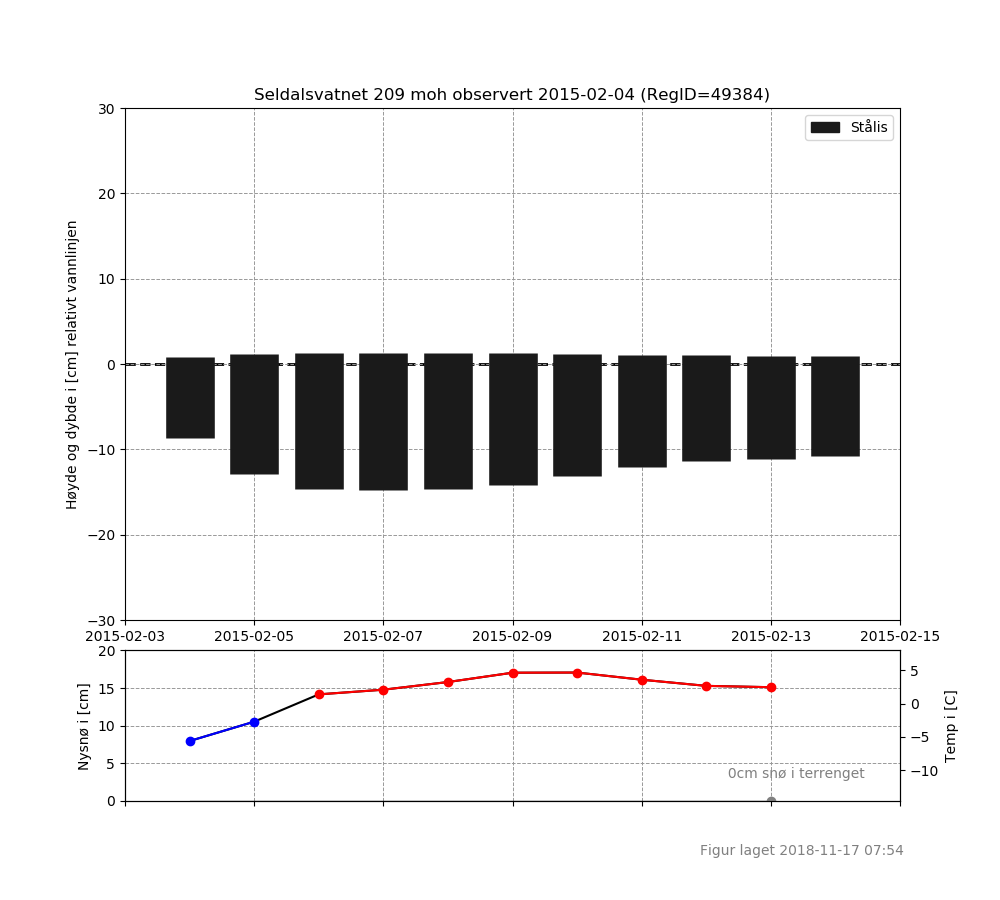 Seldalsvatnet 209 moh observert 2015-02-04 (RegID=49384)
Stålis
Høyde og dybde i [cm] relativt vannlinjen
30
20
10
0
−10
−20
−30
2015-02-03 2015-02-05 2015-02-07 2015-02-09 2015-02-11 2015-02-13 2015-02-15
Nysnø i [cm]
20
15
10
5
0
5
0
−5
−10
Temp i [C]
0cm snø i terrenget
Figur laget 2018-11-17 07:54